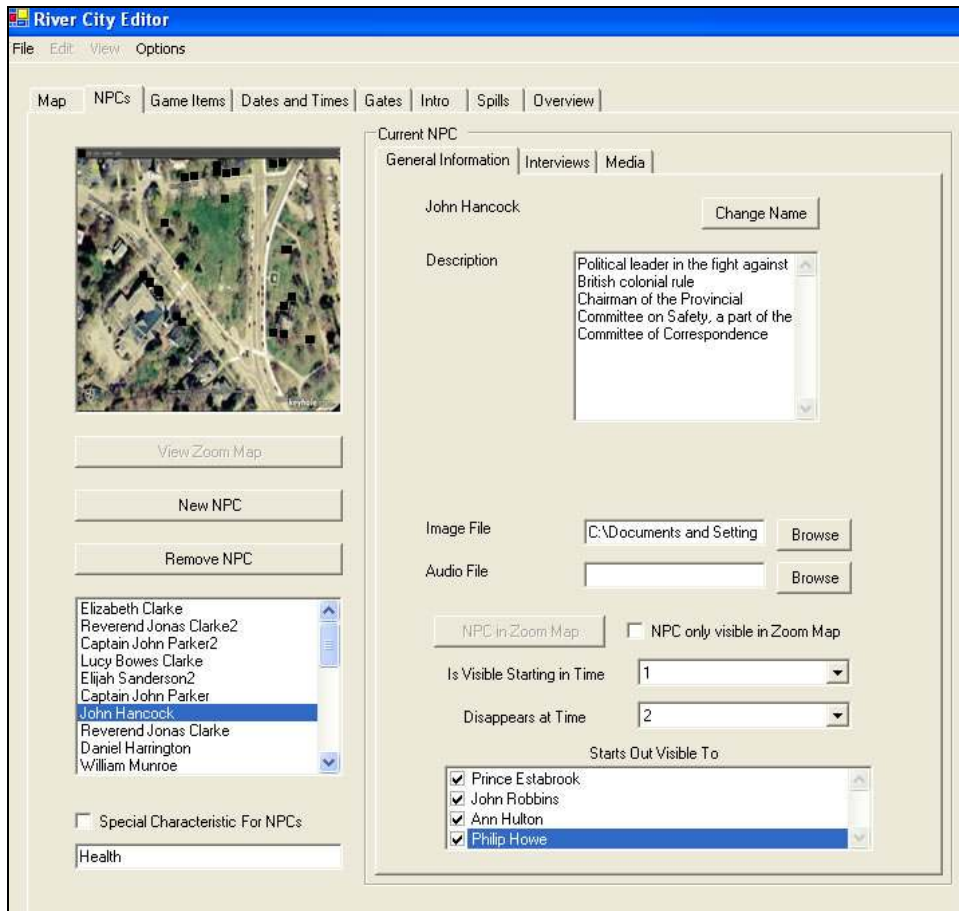 River City Editor
File Edit View Options
Map NPCs Game Items Dates and Times Gates Intro Spills Overview
Current NPC
General Information Interviews Media
John Hancock
Change Name
Description
Political leader in the fight against
British colonial rule
Chairman of the Provincial
Committee on Safety, a part of the
Committee of Correspondence
keyhole
View Zoom Map
New NPC
Remove NPC
Image File
C:\Documents and Setting
Browse
Audio File
Browse
Elizabeth Clarke
Reverend Jonas Clarke2
Captain John Parker2
Lucy Bowes Clarke
Elijah Sanderson2
Captain John Parker
John Hancock
Reverend Jonas Clarke
Daniel Harrington
William Munroe
NPC in Zoom Map
NPC only visible in Zoom Map
Is Visible Starting in Time
1
Disappears at Time
2
Starts Out Visible To
Prince Estabrook
John Robbins
Ann Hulton
Philip Howe
Special Characteristic For NPCs
Health